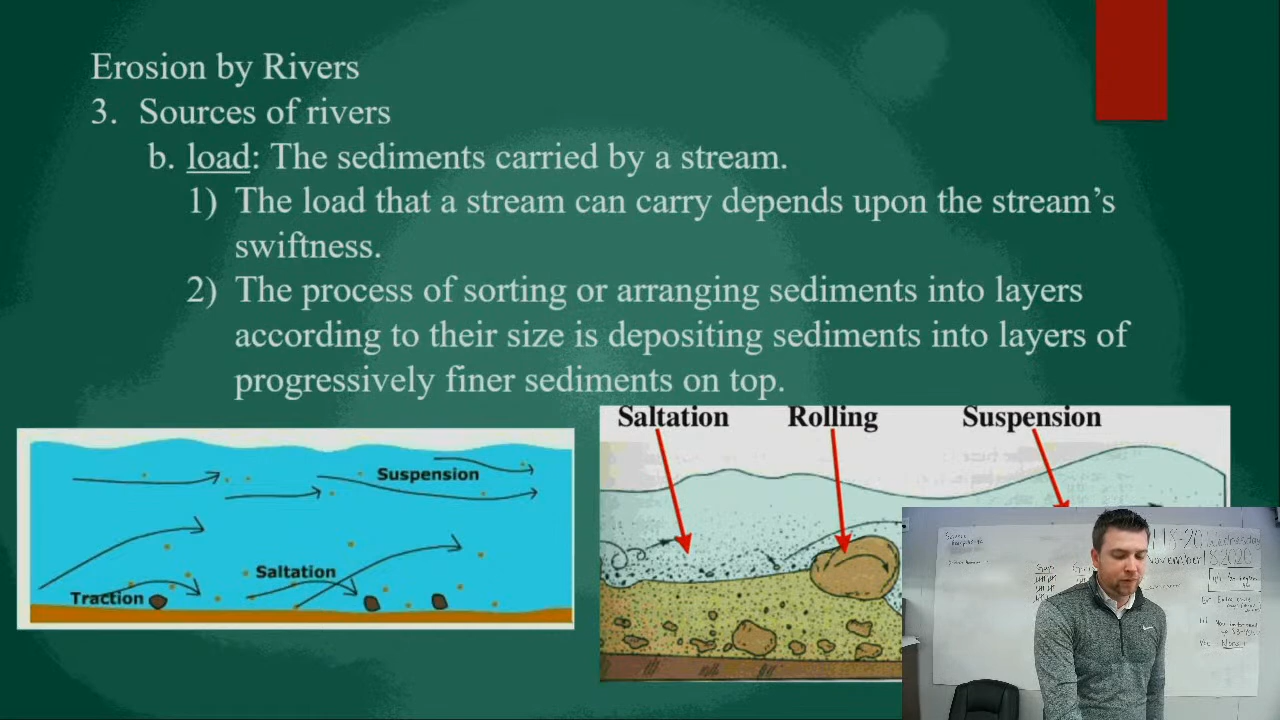 Erosion by Rivers
3. Sources of rivers
b. load: The sediments carried by a stream.
1) The load that a stream can carry depends upon the stream’s
swiftness.
2) The process of sorting or arranging sediments into layers
according to their size is depositing sediments into layers of
progressively finer sediments on top.
Suspension
Saltation
Traction
Saltation Rolling Suspension
Wednesday
November